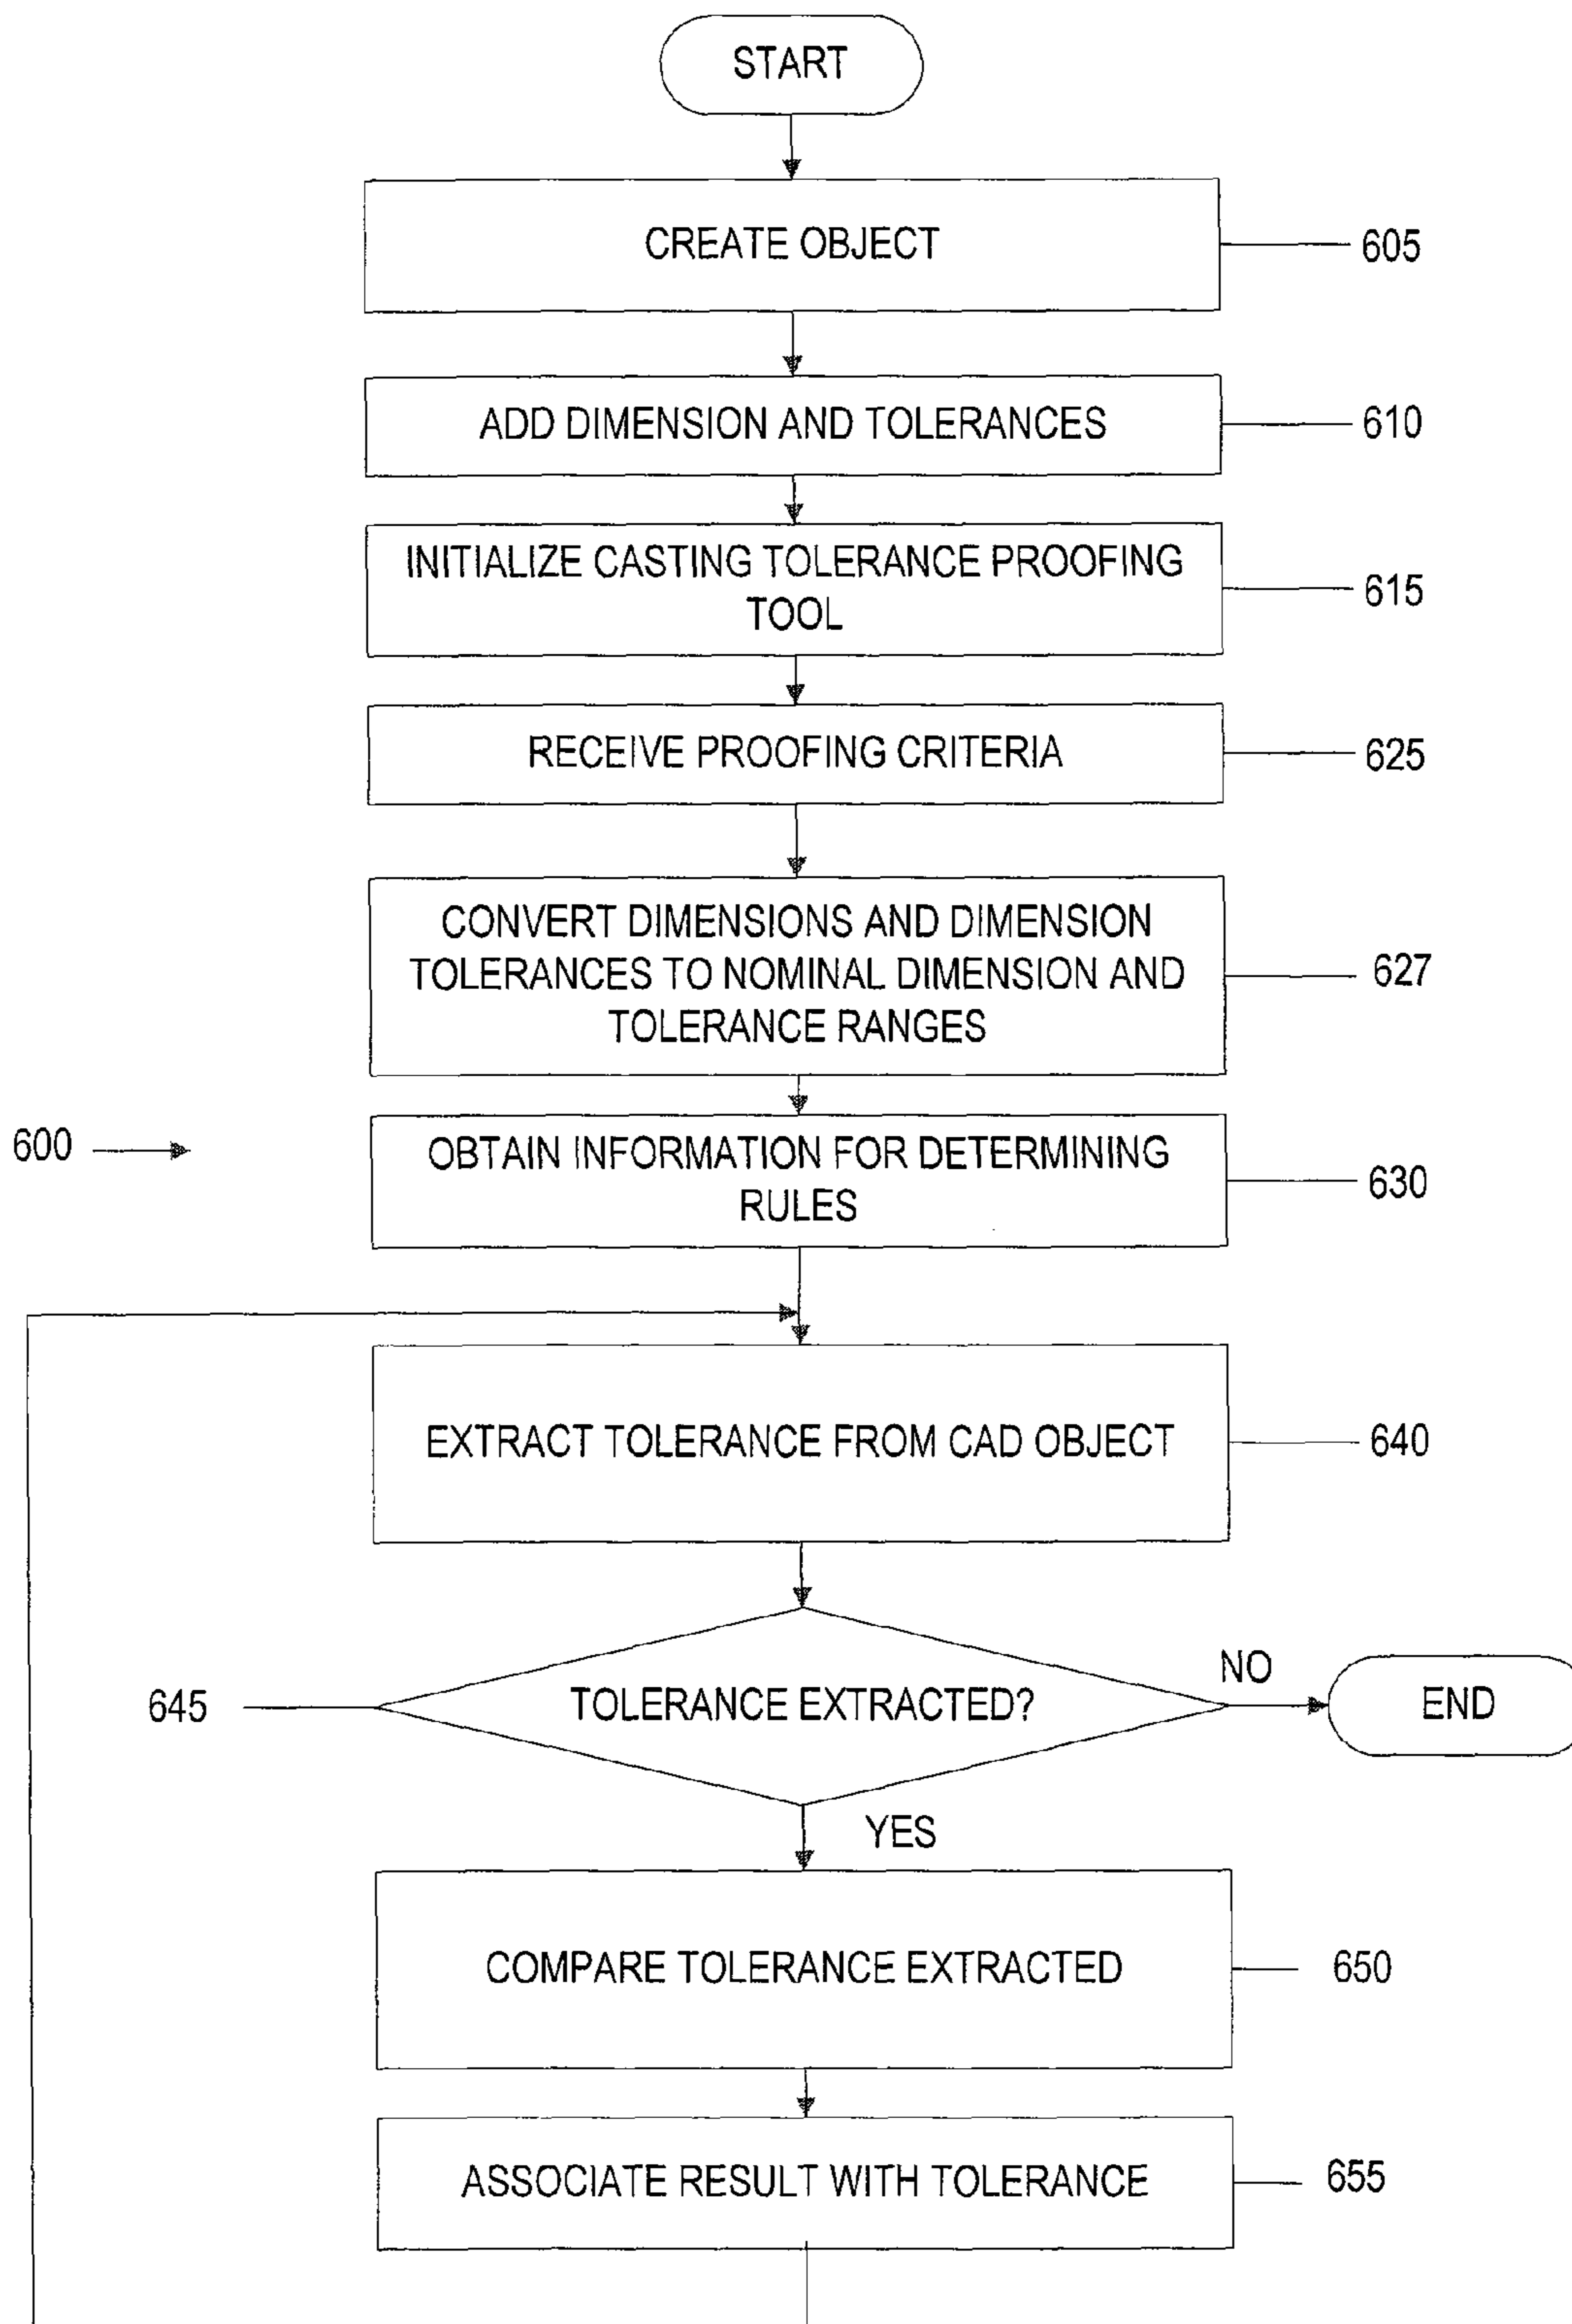 START
CREATE OBJECT
605
ADD DIMENSION AND TOLERANCES
610
INITIALIZE CASTING TOLERANCE PROOFING
TOOL
615
RECEIVE PROOFING CRITERIA
625
CONVERT DIMENSIONS AND DIMENSION
TOLERANCES TO NOMINAL DIMENSION AND
TOLERANCE RANGES
627
600
OBTAIN INFORMATION FOR DETERMINING
RULES
630
EXTRACT TOLERANCE FROM CAD OBJECT
640
645
TOLERANCE EXTRACTED?
NO
END
YES
COMPARE TOLERANCE EXTRACTED
650
ASSOCIATE RESULT WITH TOLERANCE
655